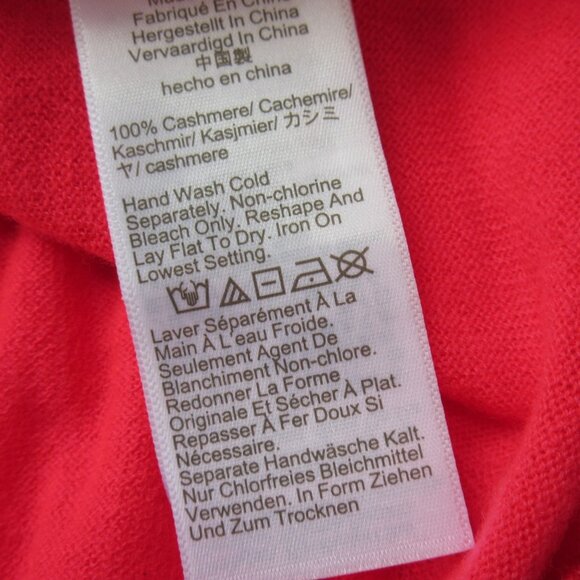 Fabriqué En China
Hergestellt In China
Vervaardigd In China
中国製
hecho en china
100% Cashmere/ Cachemire/
Kaschmir/ Kasjmier/ カシミ
ヤ/ cashmere
Hand Wash Cold
Separately. Non-chlorine
Bleach Only. Reshape And
Lay Flat To Dry. Iron On
Lowest Setting.
Laver Séparément À La
Main À L'eau Froide.
Seulement Agent De
Blanchiment Non-chlore.
Redonner La Forme
Originale Et Sécher À Plat.
Repasser À Fer Doux Si
Nécessaire.
Separate Handwäsche Kalt.
Nur Chlorfreies Bleichmittel
Verwenden. In Form Ziehen
Und Zum Trocknen